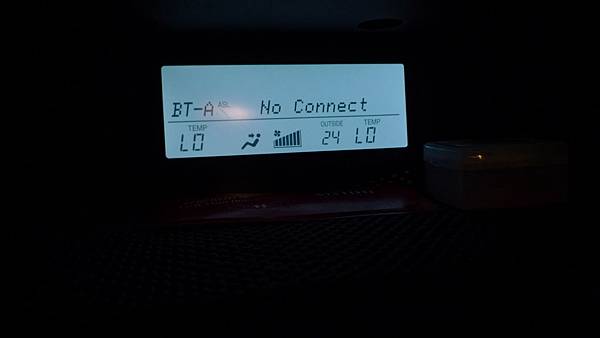 BT-A ASL No Connect
TEMP OUTSIDE TEMP
LO 24 LO